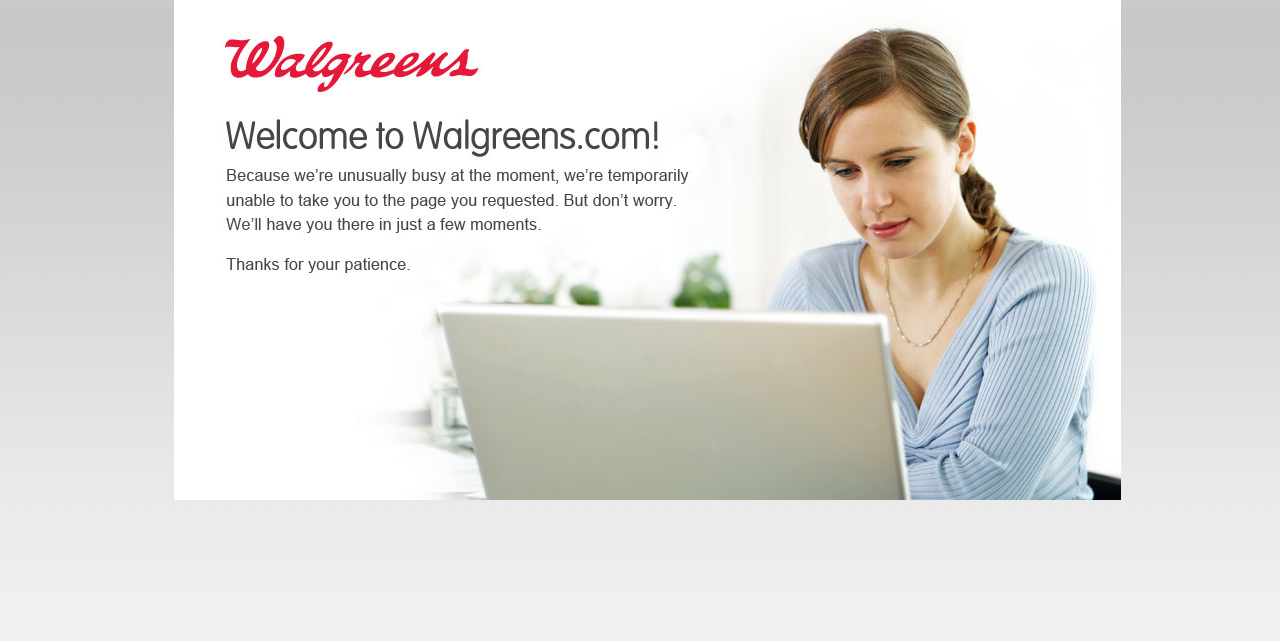 Walgreens
Welcome to Walgreens.com!
Because we’re unusually busy at the moment, we’re temporarily
unable to take you to the page you requested. But don’t worry.
We’ll have you there in just a few moments.
Thanks for your patience.